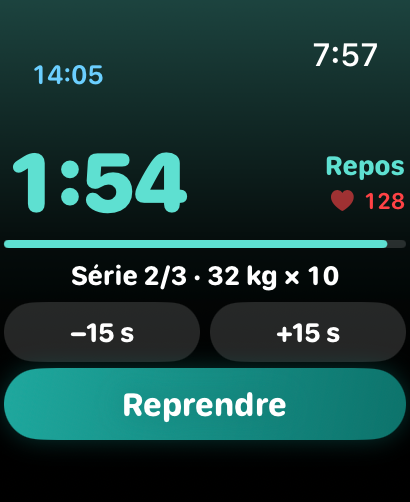 7:57
14:05
1:54
Repos
128
Série 2/3 · 32 kg × 10
–15 s
+15 s
Reprendre